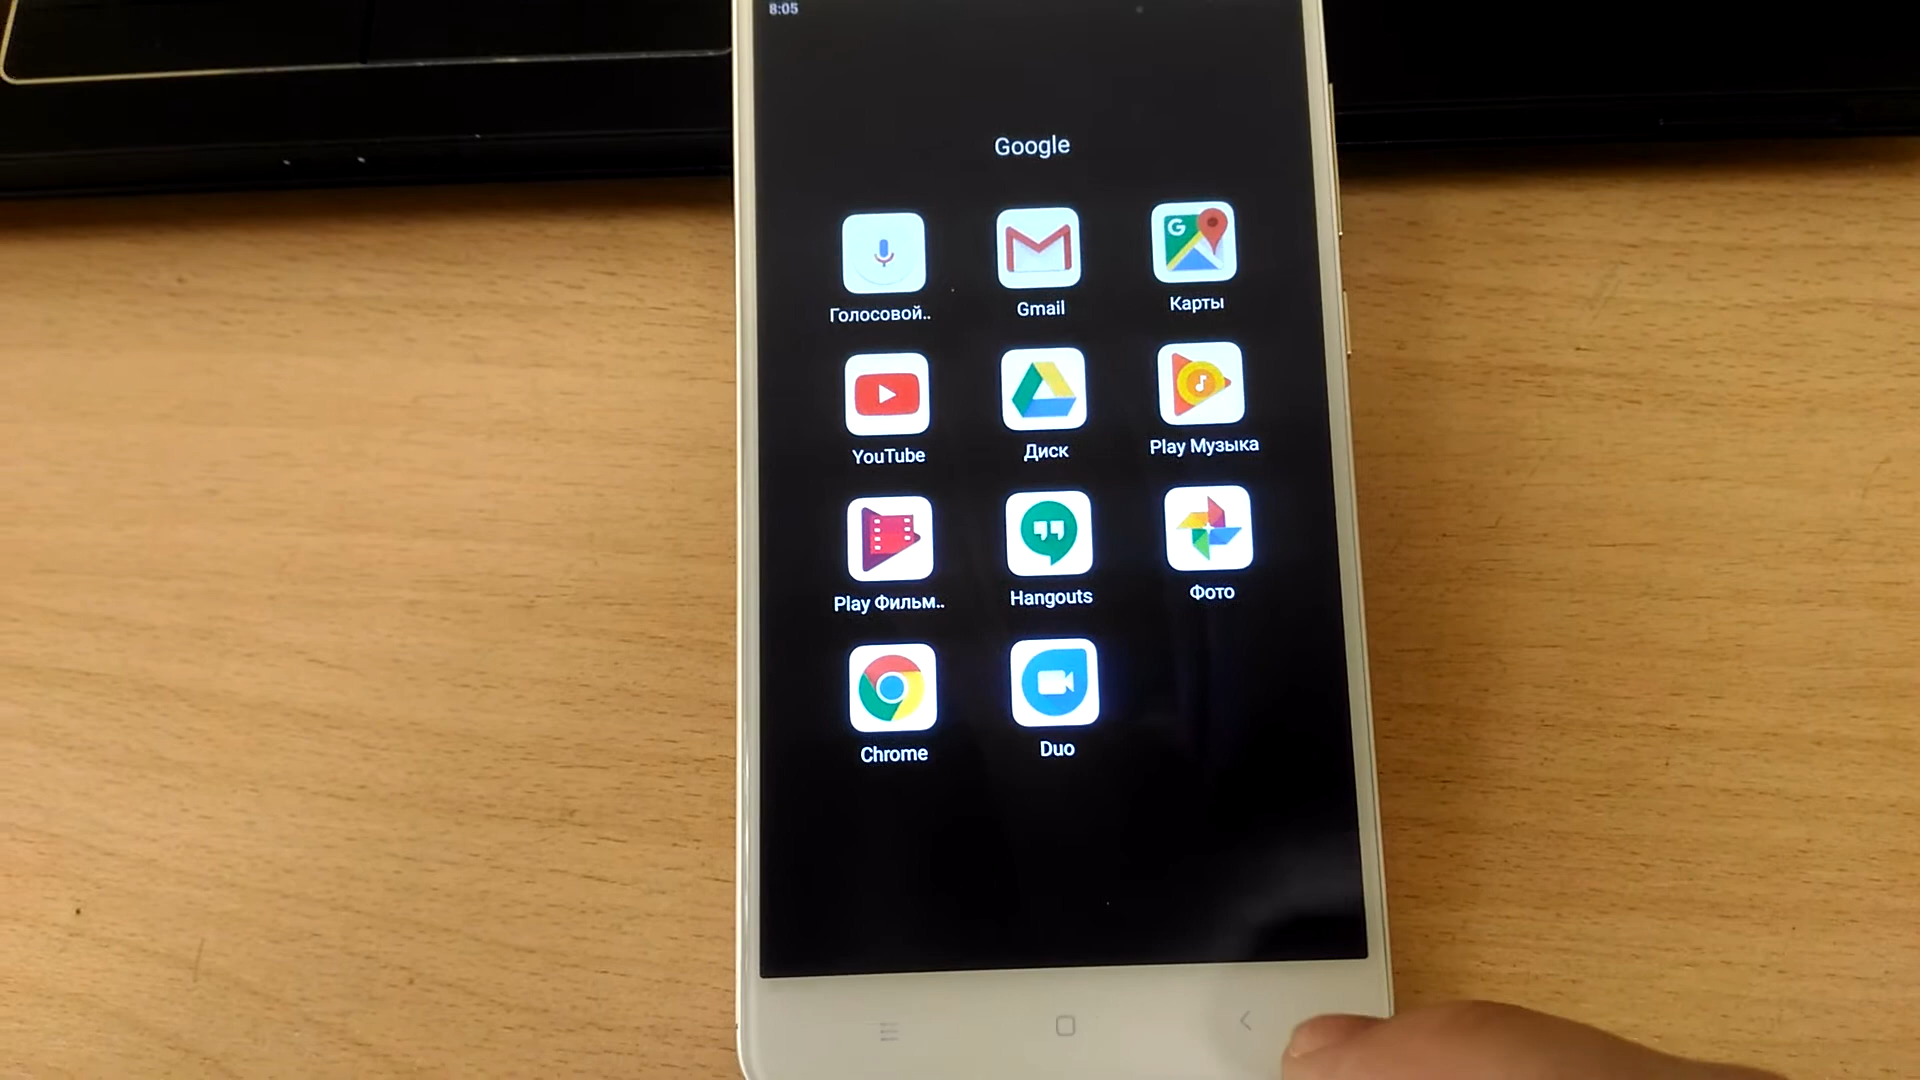 8:05
Google
Голосовой..
Gmail
G
Карты
YouTube
Диск
Play Музыка
Play Фильм..
Hangouts
Фото
Chrome
Duo